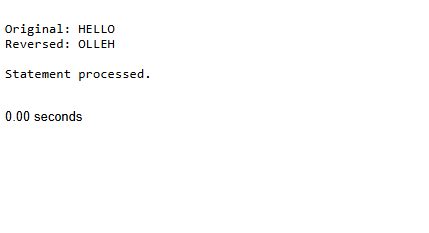 Original: HELLO
Reversed: OLLEH
Statement processed.
0.00 seconds